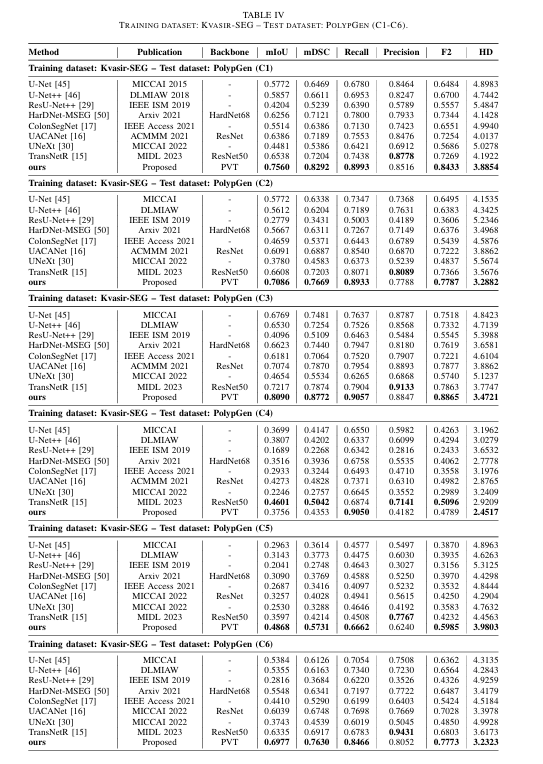 TABLE IV
TRAINING DATASET: KVASIR-SEG – TEST DATASET: POLYPGEN (C1-C6).
Method Publication Backbone mIoU mDSC Recall Precision F2 HD
Training dataset: Kvasir-SEG – Test dataset: PolypGen (C1)
U-Net [45] MICCAI 2015 - 0.5772 0.6469 0.6780 0.8464 0.6484 4.8983
U-Net++ [46] DLMIAW 2018 - 0.5857 0.6611 0.6953 0.8247 0.6700 4.7442
ResU-Net++ [29] IEEE ISM 2019 - 0.4204 0.5239 0.6390 0.5789 0.5557 4.5847
HarDNet-MSEG [50] Arxiv 2021 HardNet68 0.6256 0.7121 0.7800 0.7933 0.7344 4.1428
ColonSegNet [17] IEEE Access 2021 - 0.5514 0.6386 0.7130 0.7423 0.6551 4.9940
UACANet [16] ACMMM 2021 ResNet 0.6386 0.7189 0.7553 0.8476 0.7254 4.0137
UNeXt [30] MICCAI 2022 - 0.4481 0.5386 0.6421 0.6912 0.5686 5.0278
TransNetR [15] MIDL 2023 ResNet50 0.6538 0.7204 0.7438 0.8778 0.7269 4.1922
ours Proposed PVT 0.7560 0.8292 0.8993 0.8516 0.8433 3.8854
Training dataset: Kvasir-SEG – Test dataset: PolypGen (C2)
U-Net [45] MICCAI - 0.5772 0.6338 0.7347 0.7368 0.6495 4.1535
U-Net++ [46] DLMIAW - 0.5612 0.6204 0.7189 0.7631 0.6383 4.3425
ResU-Net++ [29] IEEE ISM 2019 - 0.2779 0.3431 0.5003 0.4189 0.3606 5.2346
HarDNet-MSEG [50] Arxiv 2021 HardNet68 0.5667 0.6311 0.7267 0.7149 0.6376 3.4968
ColonSegNet [17] IEEE Access 2021 - 0.4659 0.5371 0.6443 0.6789 0.5439 4.5876
UACANet [16] ACMMM 2021 ResNet 0.6091 0.6887 0.8540 0.6870 0.7222 3.8862
UNeXt [30] MICCAI 2022 - 0.3780 0.4583 0.6373 0.5239 0.4837 5.5674
TransNetR [15] MIDL 2023 ResNet50 0.6608 0.7203 0.8071 0.8089 0.7366 3.5676
ours Proposed PVT 0.7086 0.7669 0.8933 0.7788 0.7787 3.2882
Training dataset: Kvasir-SEG – Test dataset: PolypGen (C3)
U-Net [45] MICCAI - 0.6769 0.7481 0.7637 0.8787 0.7518 4.8423
U-Net++ [46] DLMIAW - 0.6530 0.7254 0.7526 0.8568 0.7332 4.7139
ResU-Net++ [29] IEEE ISM 2019 - 0.4096 0.5109 0.6463 0.5484 0.5545 5.3988
HarDNet-MSEG [50] Arxiv 2021 HardNet68 0.6623 0.7440 0.7947 0.8180 0.7619 3.6581
ColonSegNet [17] IEEE Access 2021 - 0.6181 0.7064 0.7520 0.7907 0.7221 4.6104
UACANet [16] ACMMM 2021 ResNet 0.7074 0.7870 0.7954 0.8893 0.7877 3.8862
UNeXt [30] MICCAI 2022 - 0.4654 0.5534 0.6265 0.6868 0.5740 5.1237
TransNetR [15] MIDL 2023 ResNet50 0.7217 0.7874 0.7904 0.9133 0.7863 3.7747
ours Proposed PVT 0.8090 0.8772 0.9057 0.8847 0.8865 3.4721
Training dataset: Kvasir-SEG – Test dataset: PolypGen (C4)
U-Net [45] MICCAI - 0.3699 0.4147 0.6550 0.5982 0.4263 3.1962
U-Net++ [46] DLMIAW - 0.3807 0.4202 0.6337 0.6099 0.4294 3.0279
ResU-Net++ [29] IEEE ISM 2019 - 0.1689 0.2268 0.6342 0.2816 0.2433 3.6532
HarDNet-MSEG [50] Arxiv 2021 HardNet68 0.3516 0.3936 0.6758 0.5535 0.4062 2.7778
ColonSegNet [17] IEEE Access 2021 - 0.2933 0.3244 0.6493 0.4710 0.3558 3.1976
UACANet [16] ACMMM 2021 ResNet 0.4273 0.4828 0.7371 0.6310 0.4982 2.8765
UNeXt [30] MICCAI 2022 - 0.2246 0.2757 0.6645 0.3552 0.2989 3.2409
TransNetR [15] MIDL 2023 ResNet50 0.4601 0.5042 0.6874 0.7141 0.5096 2.9209
ours Proposed PVT 0.3756 0.4353 0.9050 0.4182 0.4789 2.4517
Training dataset: Kvasir-SEG – Test dataset: PolypGen (C5)
U-Net [45] MICCAI - 0.2963 0.3614 0.4577 0.5497 0.3870 4.8963
U-Net++ [46] DLMIAW - 0.3143 0.3773 0.4475 0.6030 0.3935 4.6263
ResU-Net++ [29] IEEE ISM 2019 - 0.2041 0.2748 0.4643 0.3027 0.3156 5.3125
HarDNet-MSEG [50] Arxiv 2021 HardNet68 0.3090 0.3769 0.4588 0.5250 0.3970 4.4298
ColonSegNet [17] IEEE Access 2021 - 0.2687 0.3416 0.4097 0.5232 0.3532 4.8444
UACANet [16] MICCAI 2022 ResNet 0.3257 0.4028 0.4941 0.5615 0.4250 4.2904
UNeXt [30] MICCAI 2022 - 0.2530 0.3288 0.4646 0.4192 0.3583 4.7632
TransNetR [15] MIDL 2023 ResNet50 0.3597 0.4214 0.4508 0.7767 0.4232 4.4563
ours Proposed PVT 0.4868 0.5731 0.6662 0.6240 0.5985 3.9803
Training dataset: Kvasir-SEG – Test dataset: PolypGen (C6)
U-Net [45] MICCAI - 0.5384 0.6126 0.7054 0.7508 0.6362 4.3135
U-Net++ [46] DLMIAW - 0.5355 0.6163 0.7340 0.7230 0.6564 4.2843
ResU-Net++ [29] IEEE ISM 2019 - 0.2816 0.3684 0.6220 0.3526 0.4326 4.9259
HarDNet-MSEG [50] Arxiv 2021 HardNet68 0.5548 0.6341 0.7197 0.7722 0.6487 3.4179
ColonSegNet [17] IEEE Access 2021 - 0.4410 0.5290 0.6199 0.6403 0.5424 4.5184
UACANet [16] MICCAI 2022 ResNet 0.6039 0.6748 0.7698 0.7669 0.7028 3.3978
UNeXt [30] MICCAI 2022 - 0.3743 0.4539 0.6019 0.5045 0.4850 4.9928
TransNetR [15] MIDL 2023 ResNet50 0.6335 0.6917 0.6783 0.9431 0.6803 3.6173
ours Proposed PVT 0.6977 0.7630 0.8466 0.8052 0.7773 3.2323